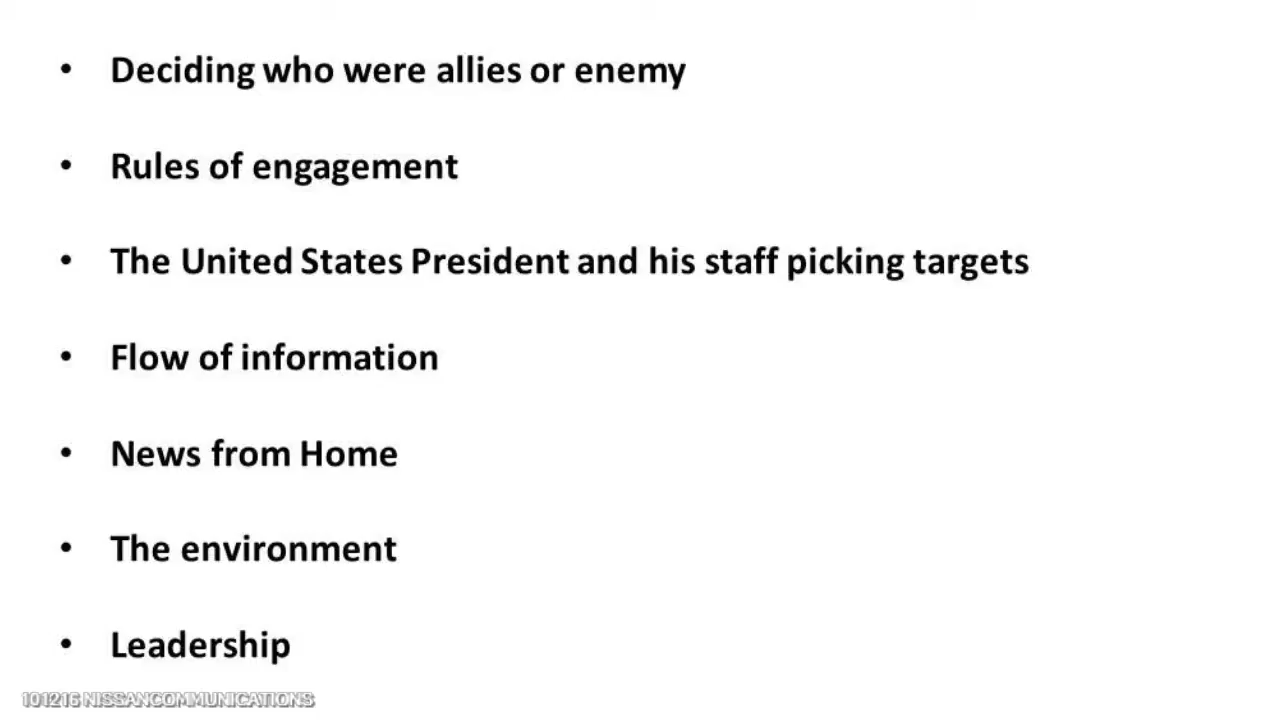 • Deciding who were allies or enemy
• Rules of engagement
• The United States President and his staff picking targets
• Flow of information
• News from Home
• The environment
• Leadership
101216 NISSANCOMMUNICATIONS